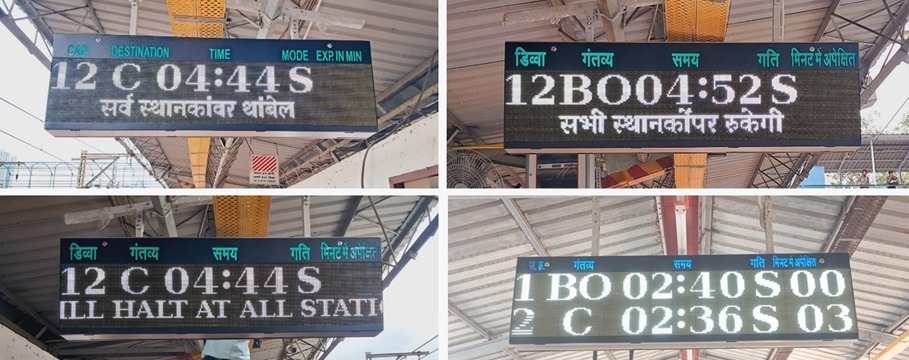 CAR DESTINATION TIME MODE EXP. IN MIN
12 C 04:44 S
सर्व स्थानकांवर थांबेल
डिब्बा गंतव्य समय गति मिनट में अपेक्षित
12 BO 04:52 S
सभी स्थानकोंपर रुकेगी
डिब्बा गंतव्य समय गति मिनट में अपेक्षित
12 C 04:44 S
ILL HALT AT ALL STATI
गंतव्य समय गति मिनट में अपेक्षित
1 BO 02:40 S 00
2 C 02:36 S 03